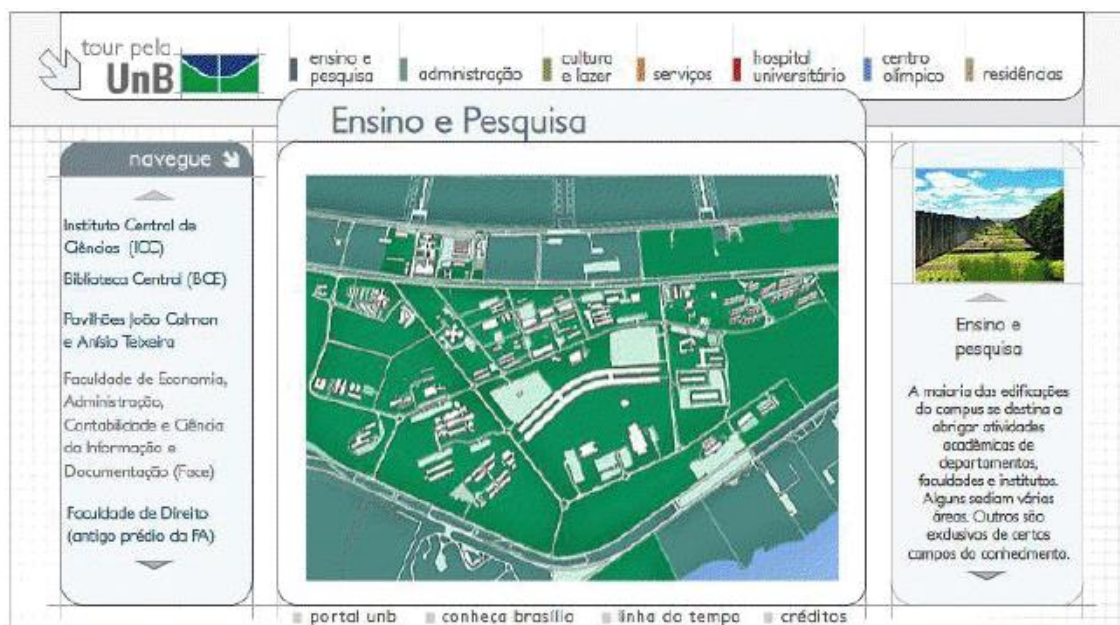 tour pela
UnB
ensino e
pesquisa
administração
cultura
e lazer
serviços
hospital
universitário
centro
olímpico
residências
Ensino e Pesquisa
navegue
Instituto Central de
Ciências (ICC)
Biblioteca Central (BCE)
Pavilhões João Calmon
e Anísio Teixeira
Faculdade de Economia,
Administração,
Contabilidade e Ciência
da Informação e
Documentação (Face)
Faculdade de Direito
(antigo prédio da FA)
Ensino e
pesquisa
A maioria das edificações
do campus se destina a
abrigar atividades
acadêmicas de
departamentos,
faculdades e institutos.
Alguns sediam várias
áreas. Outros são
exclusivos de certos
campos do conhecimento.
portal unb
conheça brasília
linha do tempo
créditos